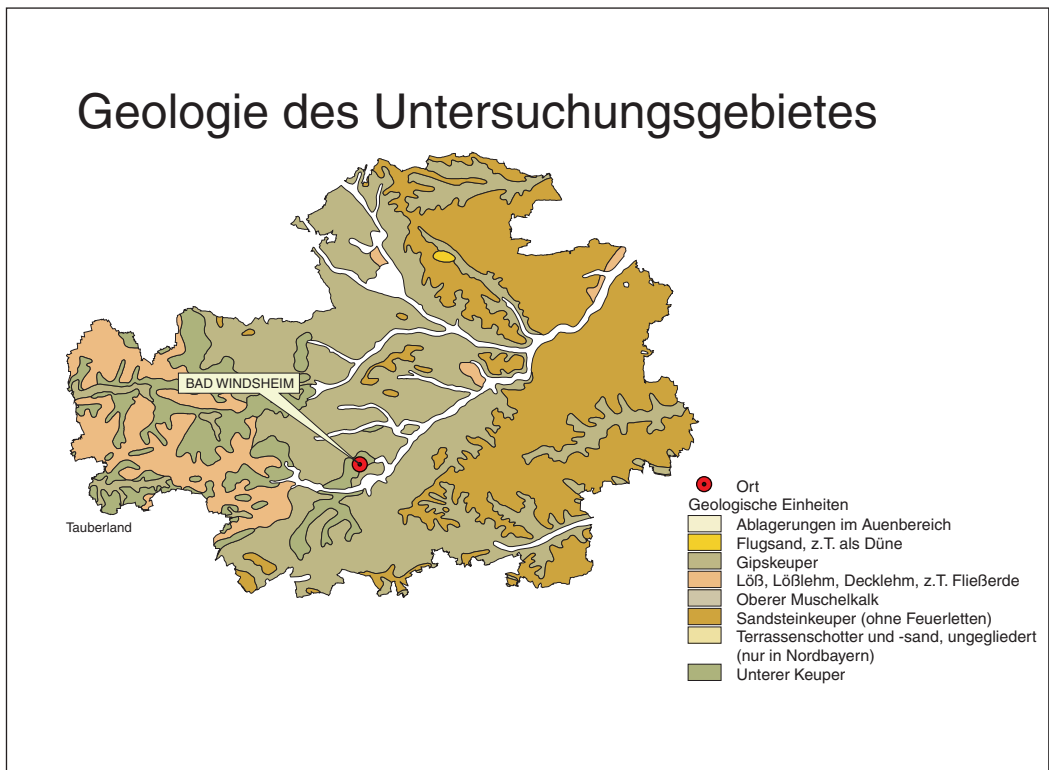 Geologie des Untersuchungsgebietes
BAD WINDSHEIM
Tauberland
Ort
Geologische Einheiten
Ablagerungen im Auenbereich
Flugsand, z.T. als Düne
Gipskeuper
Löß, Lößlehm, Decklehm, z.T. Fließerde
Oberer Muschelkalk
Sandsteinkeuper (ohne Feuerletten)
Terrassenschotter und -sand, ungegliedert
(nur in Nordbayern)
Unterer Keuper